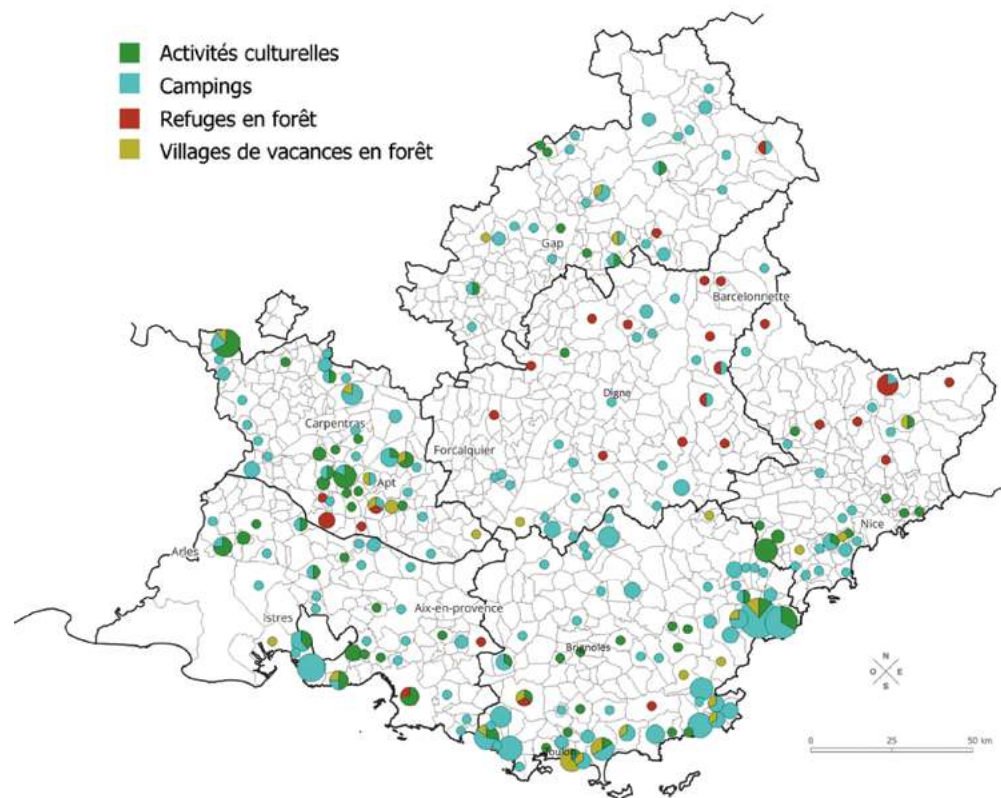 Activités culturelles
Campings
Refuges en forêt
Villages de vacances en forêt
Gap
Barcelonnette
Digne
Carpentras
Forcalquier
Apt
Nice
Arles
Istres
Aix-en-provence
Brignoles
Toulon
N
O E
S
0 25 50 km